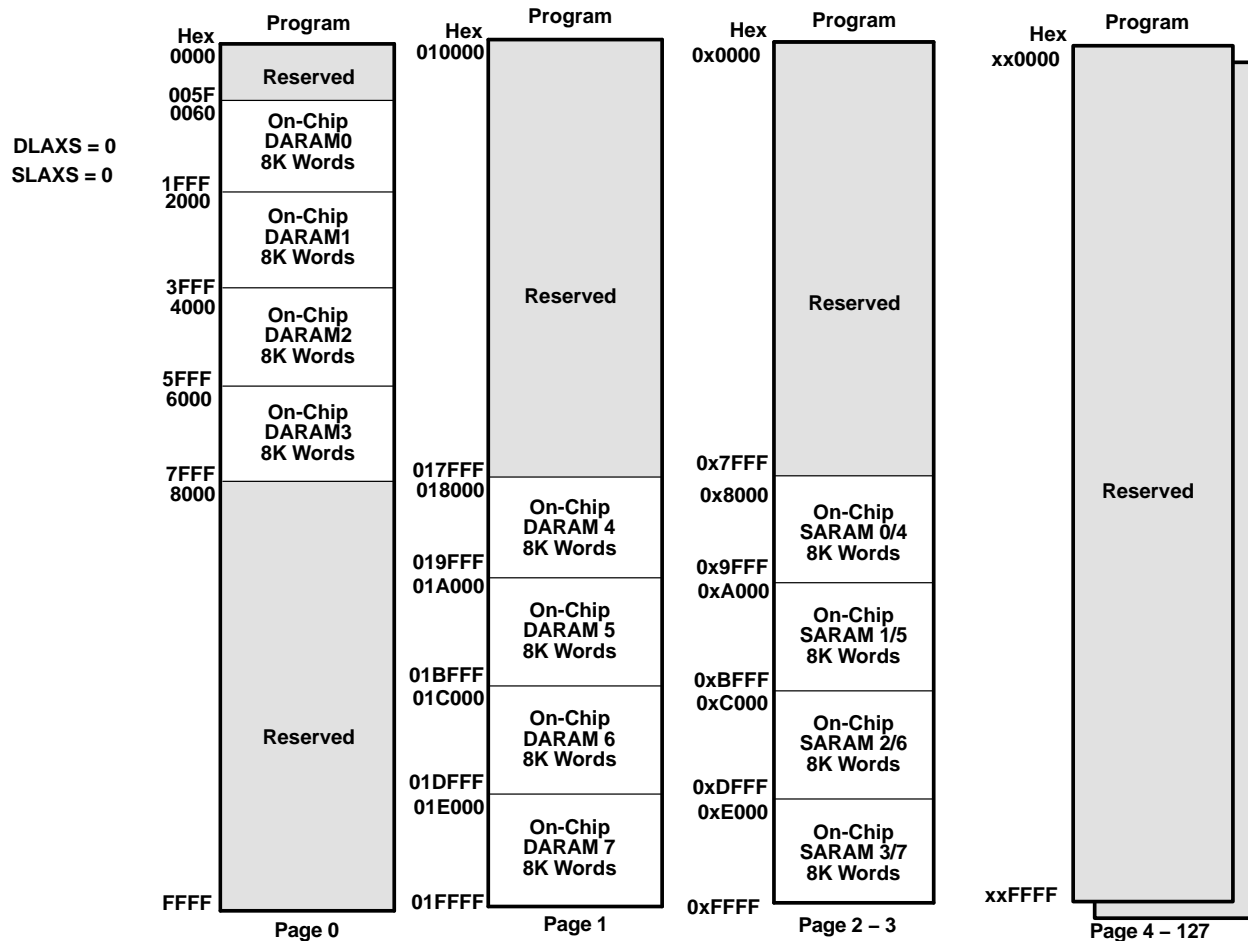 DLAXS = 0
SLAXS = 0
Program
Hex
0000
Reserved
005F
0060
On-Chip
DARAM0
8K Words
1FFF
2000
On-Chip
DARAM1
8K Words
3FFF
4000
On-Chip
DARAM2
8K Words
5FFF
6000
On-Chip
DARAM3
8K Words
7FFF
8000
Reserved
FFFF
Page 0
Program
Hex
010000
Reserved
017FFF
018000
On-Chip
DARAM 4
8K Words
019FFF
01A000
On-Chip
DARAM 5
8K Words
01BFFF
01C000
On-Chip
DARAM 6
8K Words
01DFFF
01E000
On-Chip
DARAM 7
8K Words
01FFFF
Page 1
Program
Hex
0x0000
Reserved
0x7FFF
0x8000
On-Chip
SARAM 0/4
8K Words
0x9FFF
0xA000
On-Chip
SARAM 1/5
8K Words
0xBFFF
0xC000
On-Chip
SARAM 2/6
8K Words
0xDFFF
0xE000
On-Chip
SARAM 3/7
8K Words
0xFFFF
Page 2 – 3
Program
Hex
xx0000
Reserved
xxFFFF
Page 4 – 127